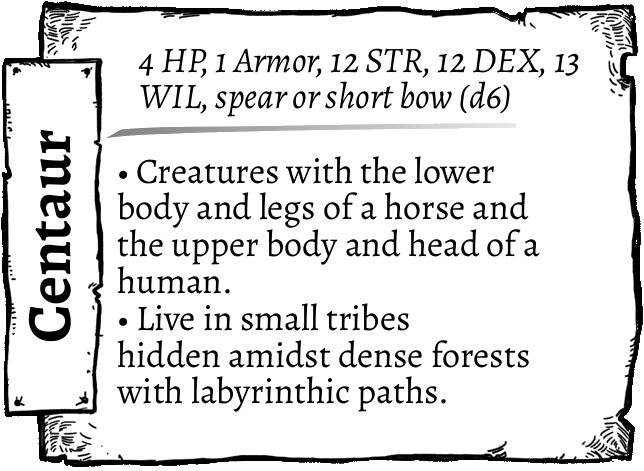 Centaur
4 HP, 1 Armor, 12 STR, 12 DEX, 13
WIL, spear or short bow (d6)
• Creatures with the lower
body and legs of a horse and
the upper body and head of a
human.
• Live in small tribes
hidden amidst dense forests
with labyrinthic paths.